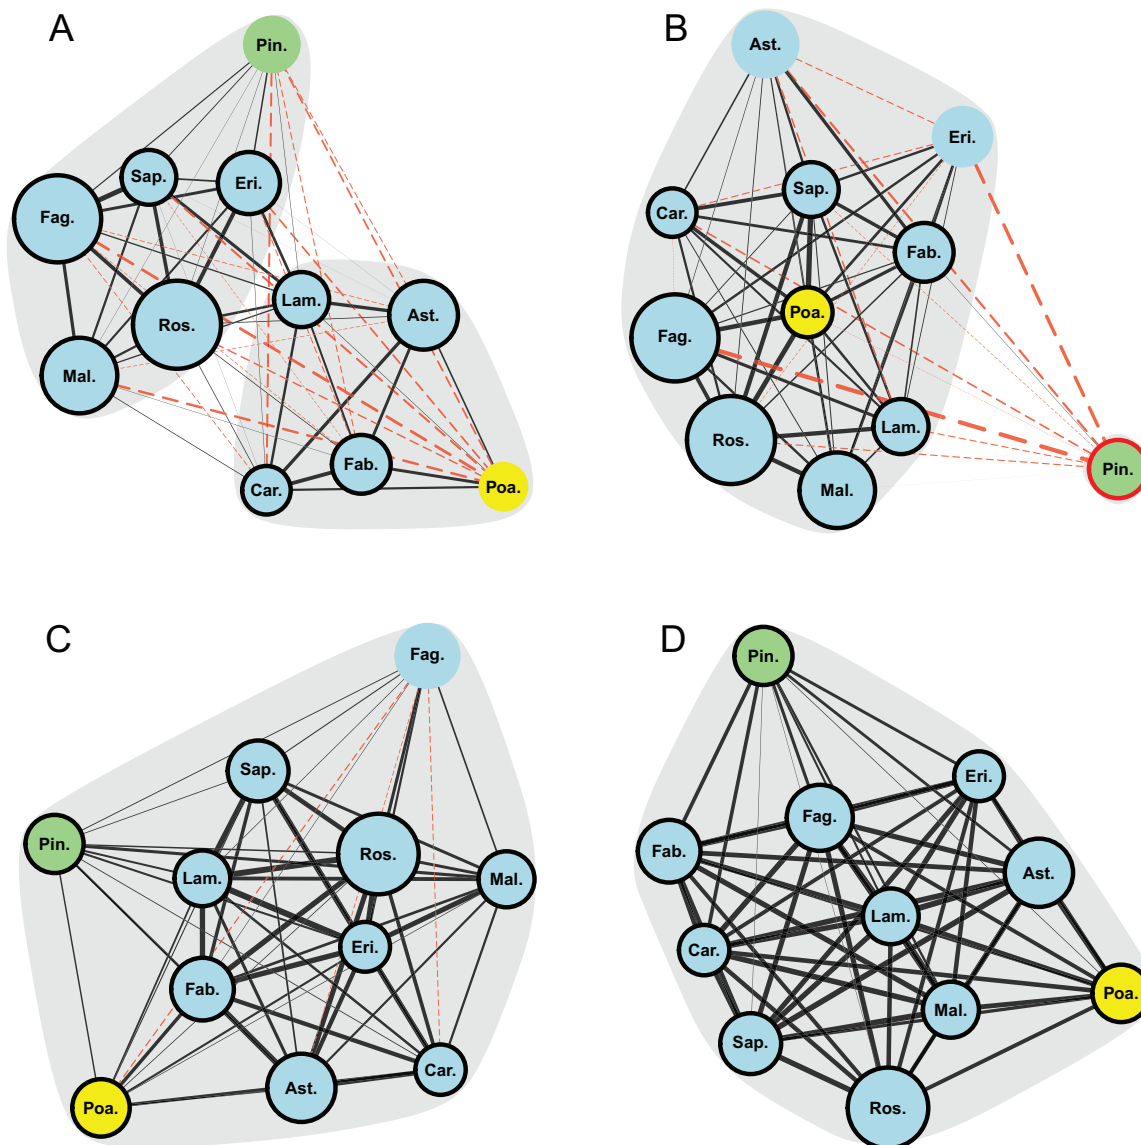 A
Pin.
Sap.
Eri.
Fag.
Lam.
Ast.
Ros.
Mal.
Fab.
Car.
Poa.
B
Ast.
Eri.
Sap.
Car.
Fab.
Poa.
Fag.
Lam.
Ros.
Pin.
Mal.
C
Fag.
Sap.
Pin.
Ros.
Lam.
Mal.
Eri.
Fab.
Car.
Ast.
Poa.
D
Pin.
Eri.
Fag.
Fab.
Ast.
Lam.
Car.
Poa.
Mal.
Sap.
Ros.